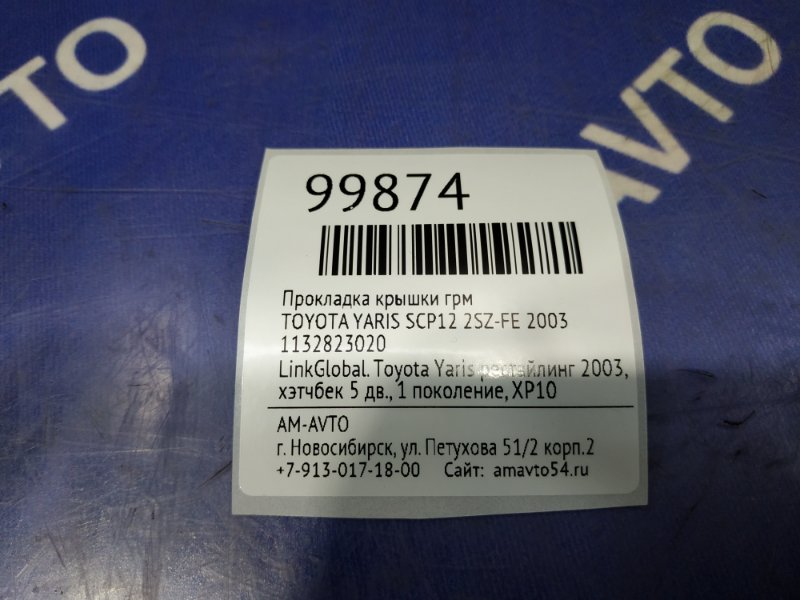 ТО
АVТО
99874
Прокладка крышки грм
TOYOTA YARIS SCP12 2SZ-FE 2003
1132823020
LinkGlobal. Toyota Yaris рестайлинг 2003,
хэтчбек 5 дв., 1 поколение, XP10
AM-AVTO
г. Новосибирск, ул. Петухова 51/2 корп.2
+7-913-017-18-00 Сайт: amavto54.ru